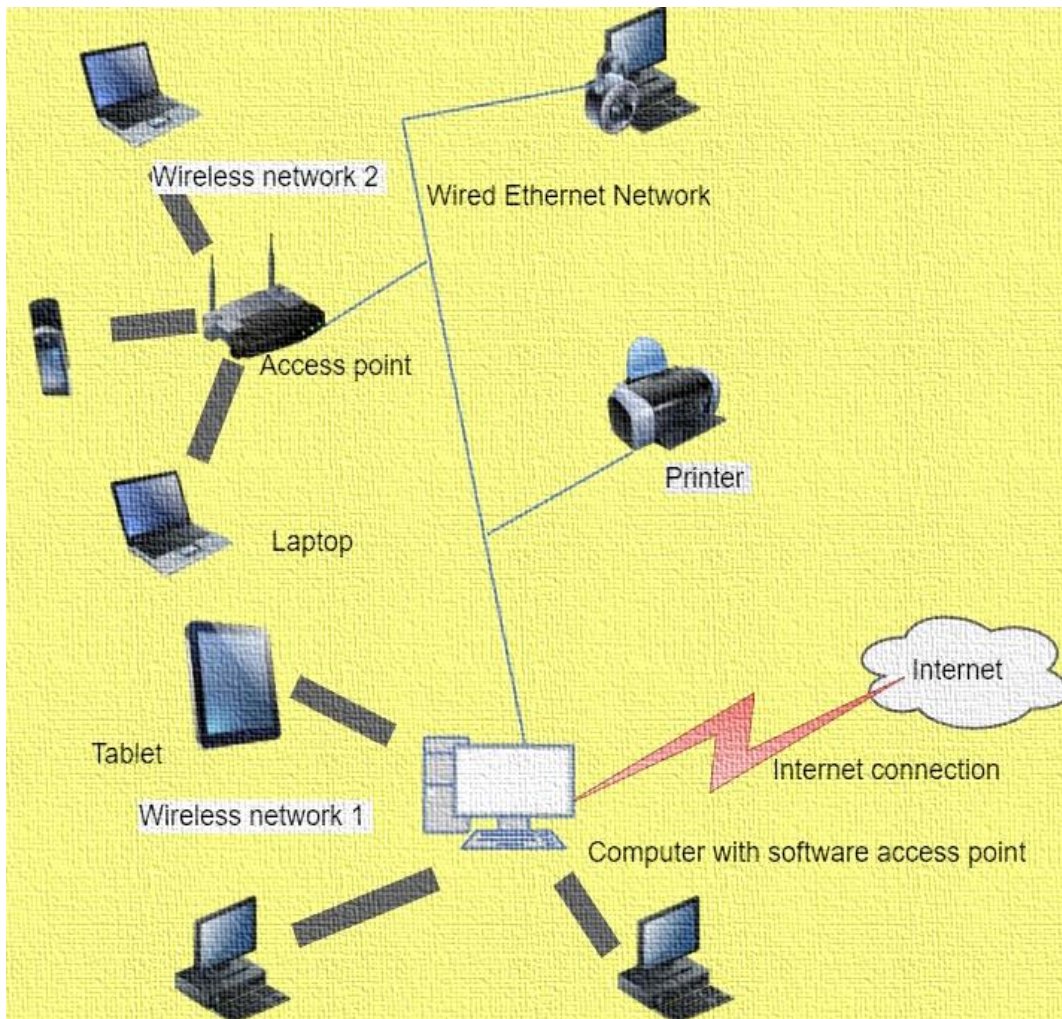 Wireless network 2
Wired Ethernet Network
Access point
Printer
Laptop
Internet
Tablet
Internet connection
Wireless network 1
Computer with software access point